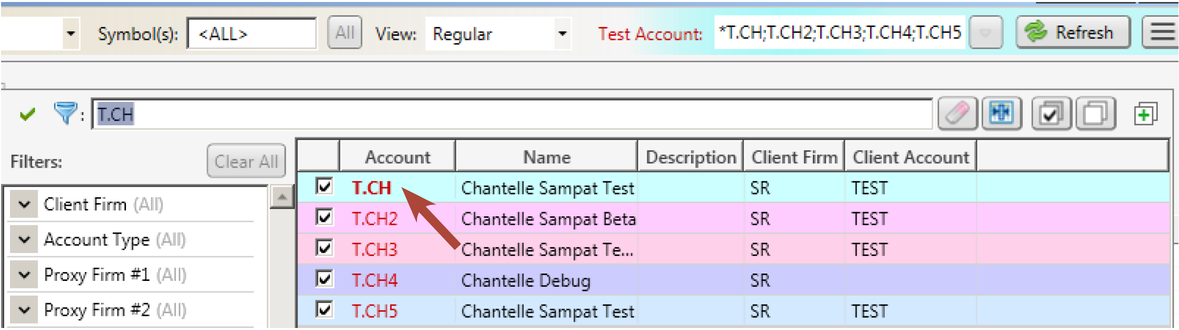 Symbol(s): <ALL> All View: Regular Test Account: *T.CH;T.CH2;T.CH3;T.CH4;T.CH5 Refresh
: T.CH
Filters: Clear All
Client Firm (All)
Account Type (All)
Proxy Firm #1 (All)
Proxy Firm #2 (All)
Account Name Description Client Firm Client Account
T.CH Chantelle Sampat Test SR TEST
T.CH2 Chantelle Sampat Beta SR TEST
T.CH3 Chantelle Sampat Te... SR TEST
T.CH4 Chantelle Debug SR
T.CH5 Chantelle Sampat Test SR TEST